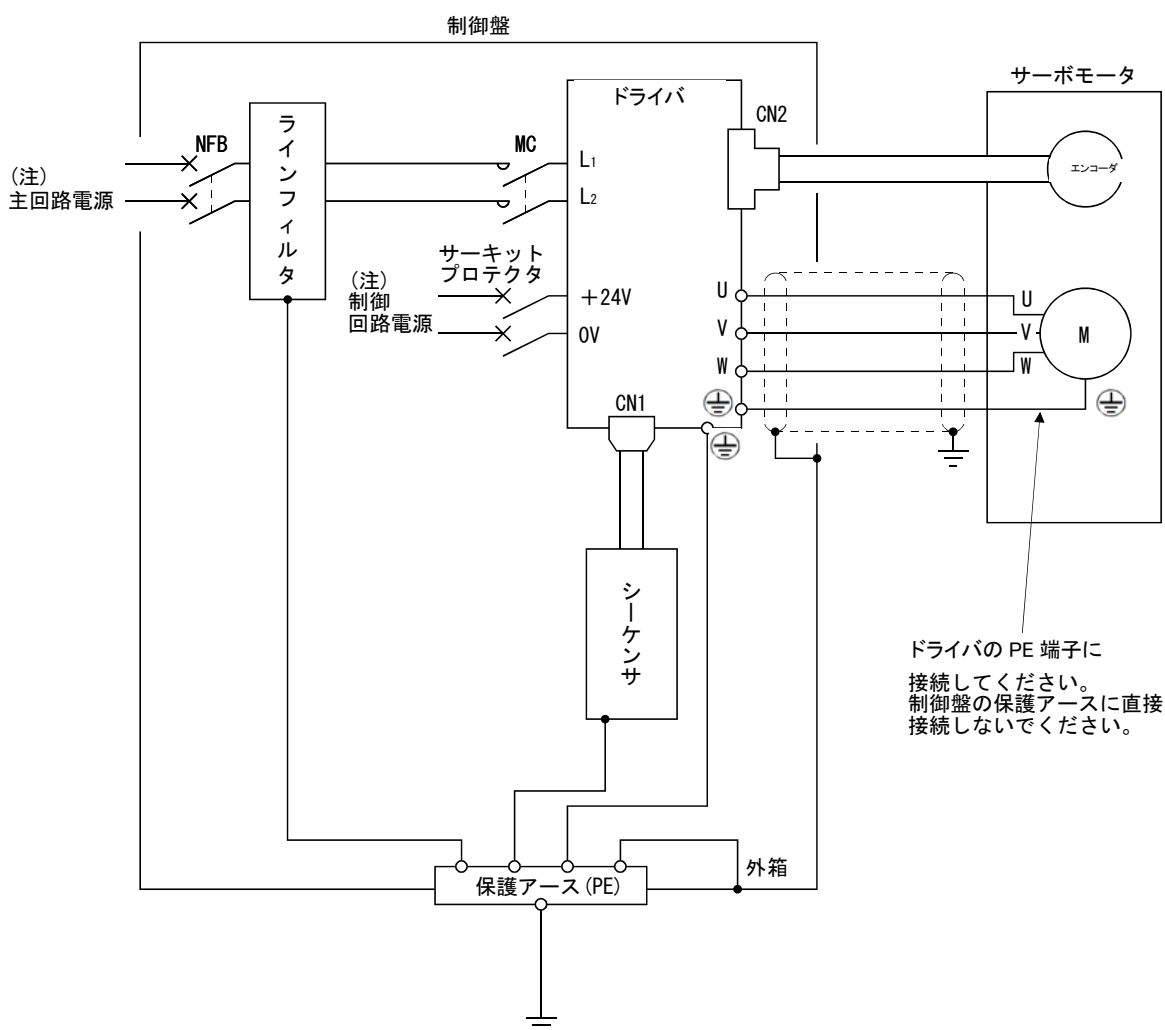 制御盤
サーボモータ
ドライバ
CN2
ラインフィルタ
NFB
MC
L1
L2
エンコーダ
(注)
主回路電源
サーキット
プロテクタ
(注)
制御
回路電源
+24V
0V
U
V
W
U
V
W
M
CN1
シーケンサ
ドライバの PE 端子に
接続してください。
制御盤の保護アースに直接
接続しないでください。
外箱
保護アース(PE)